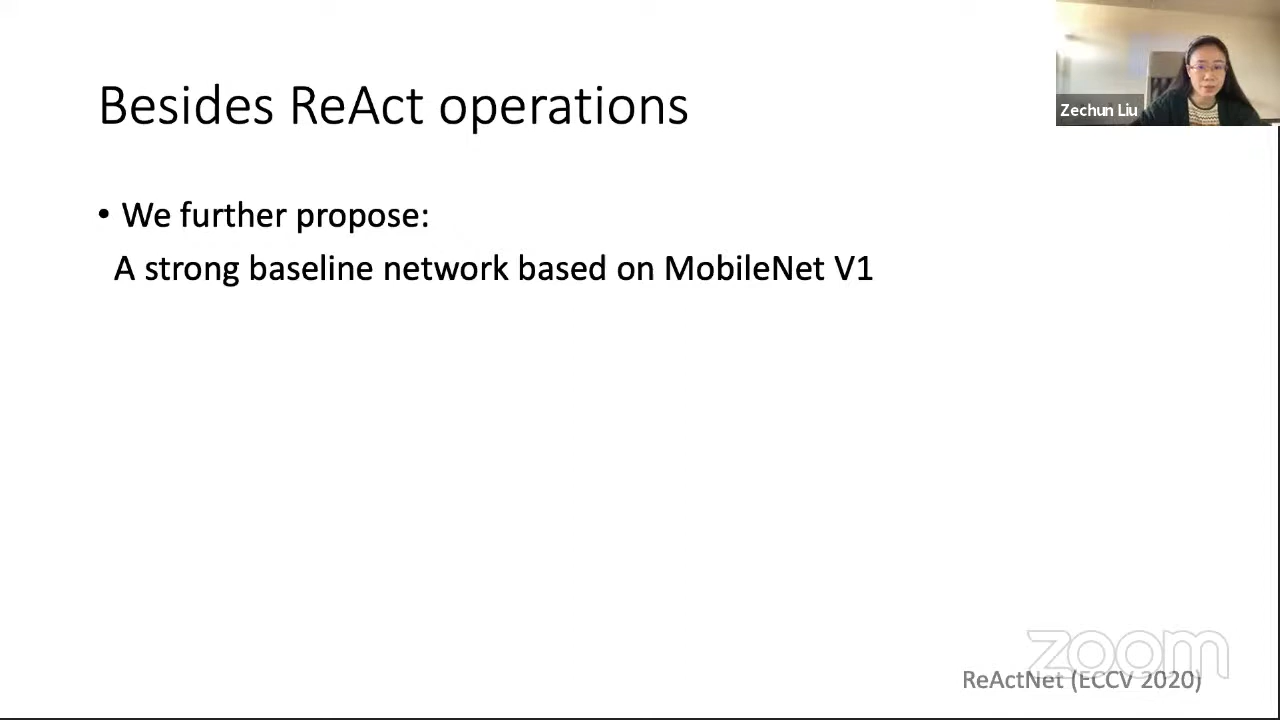 Besides ReAct operations
Zechun Liu
• We further propose:
A strong baseline network based on MobileNet V1
zoom
ReActNet (ECCV 2020)